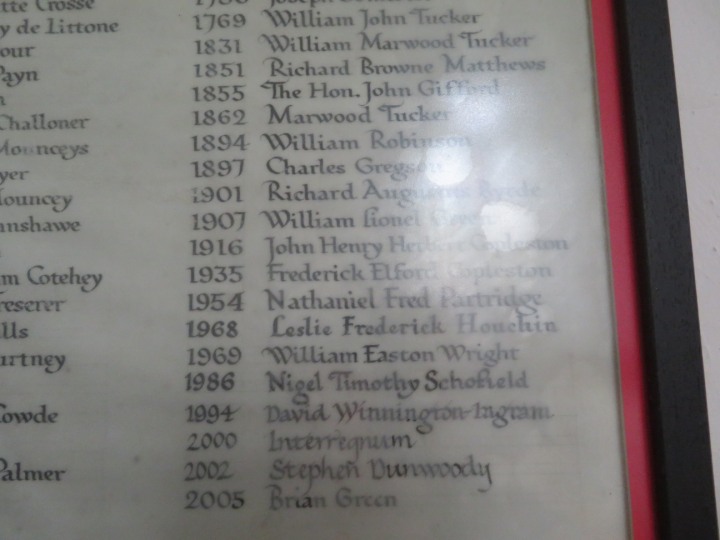 tte Crosse 1758 Joseph
y de Littone 1769 William John Tucker
our 1831 William Marwood Tucker
Payn 1851 Richard Browne Matthews
1855 The Hon. John Gifford
Challoner 1862 Marwood Tucker
Mounceys 1894 William Robinson
yer 1897 Charles Gregson
Mouncey 1901 Richard Augustus
anshawe 1907 William Lionel Green
1916 John Henry Herbert Copleston
m Cotehey 1935 Frederick Elford Copleston
reserer 1954 Nathaniel Fred Partridge
lls 1968 Leslie Frederick Houchin
urtney 1969 William Easton Wright
1986 Nigel Timothy Schofield
Cowde 1994 David Winnington-Ingram
2000 Interregnum
Palmer 2002 Stephen Dunwoody
2005 Brian Green